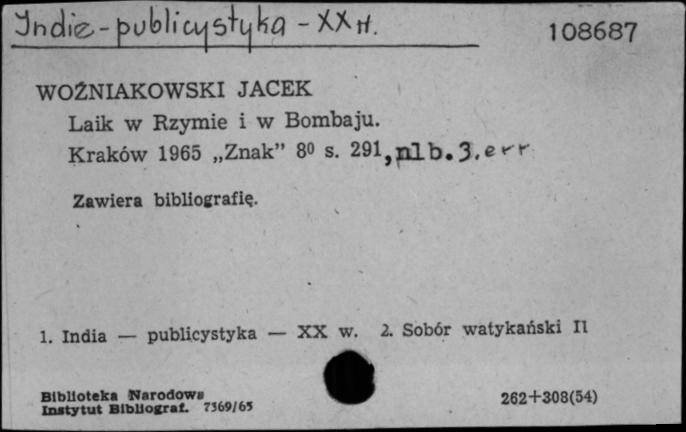 Indie - publicystyka - XX w.
108687
WOŹNIAKOWSKI JACEK
Laik w Rzymie i w Bombaju.
Kraków 1965 „Znak” 8⁰ s. 291, nlb. 3. err
Zawiera bibliografię.
1. India — publicystyka — XX w. 2. Sobór watykański II
Biblioteka Narodowa
Instytut Bibliograf. 7569/65
262+308(54)